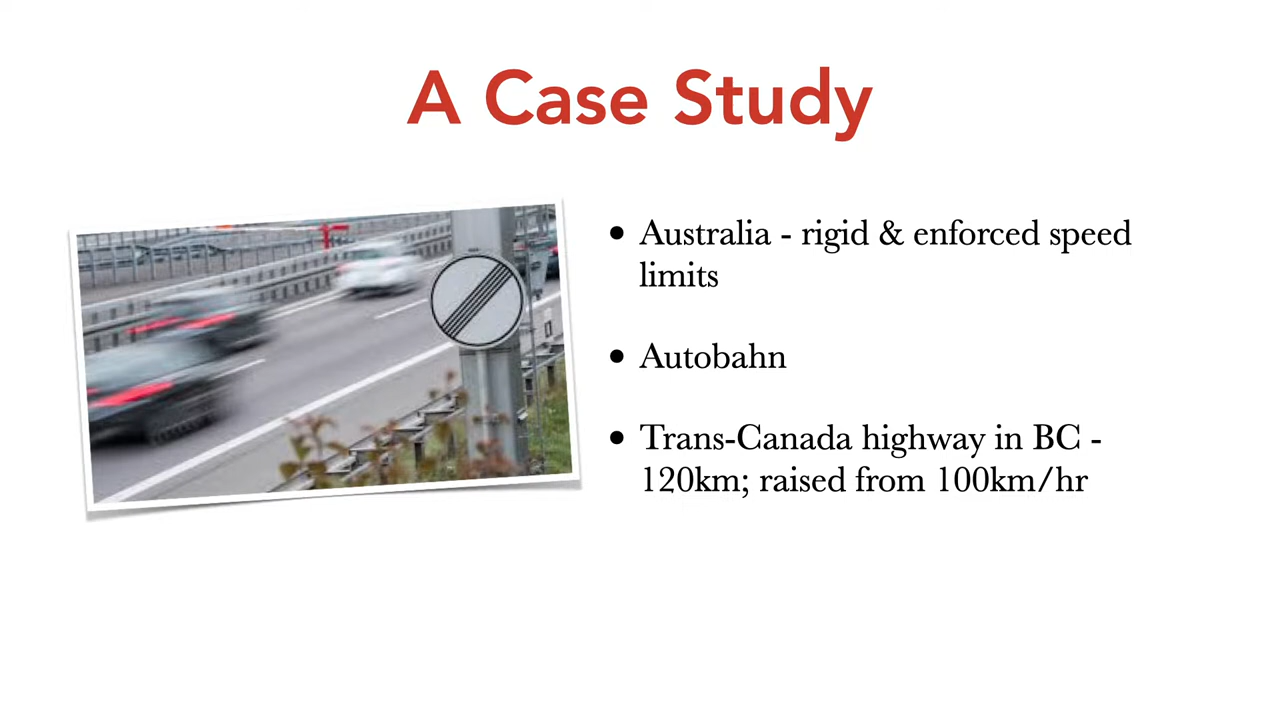 A Case Study
• Australia - rigid & enforced speed
limits
• Autobahn
• Trans-Canada highway in BC -
120km; raised from 100km/hr